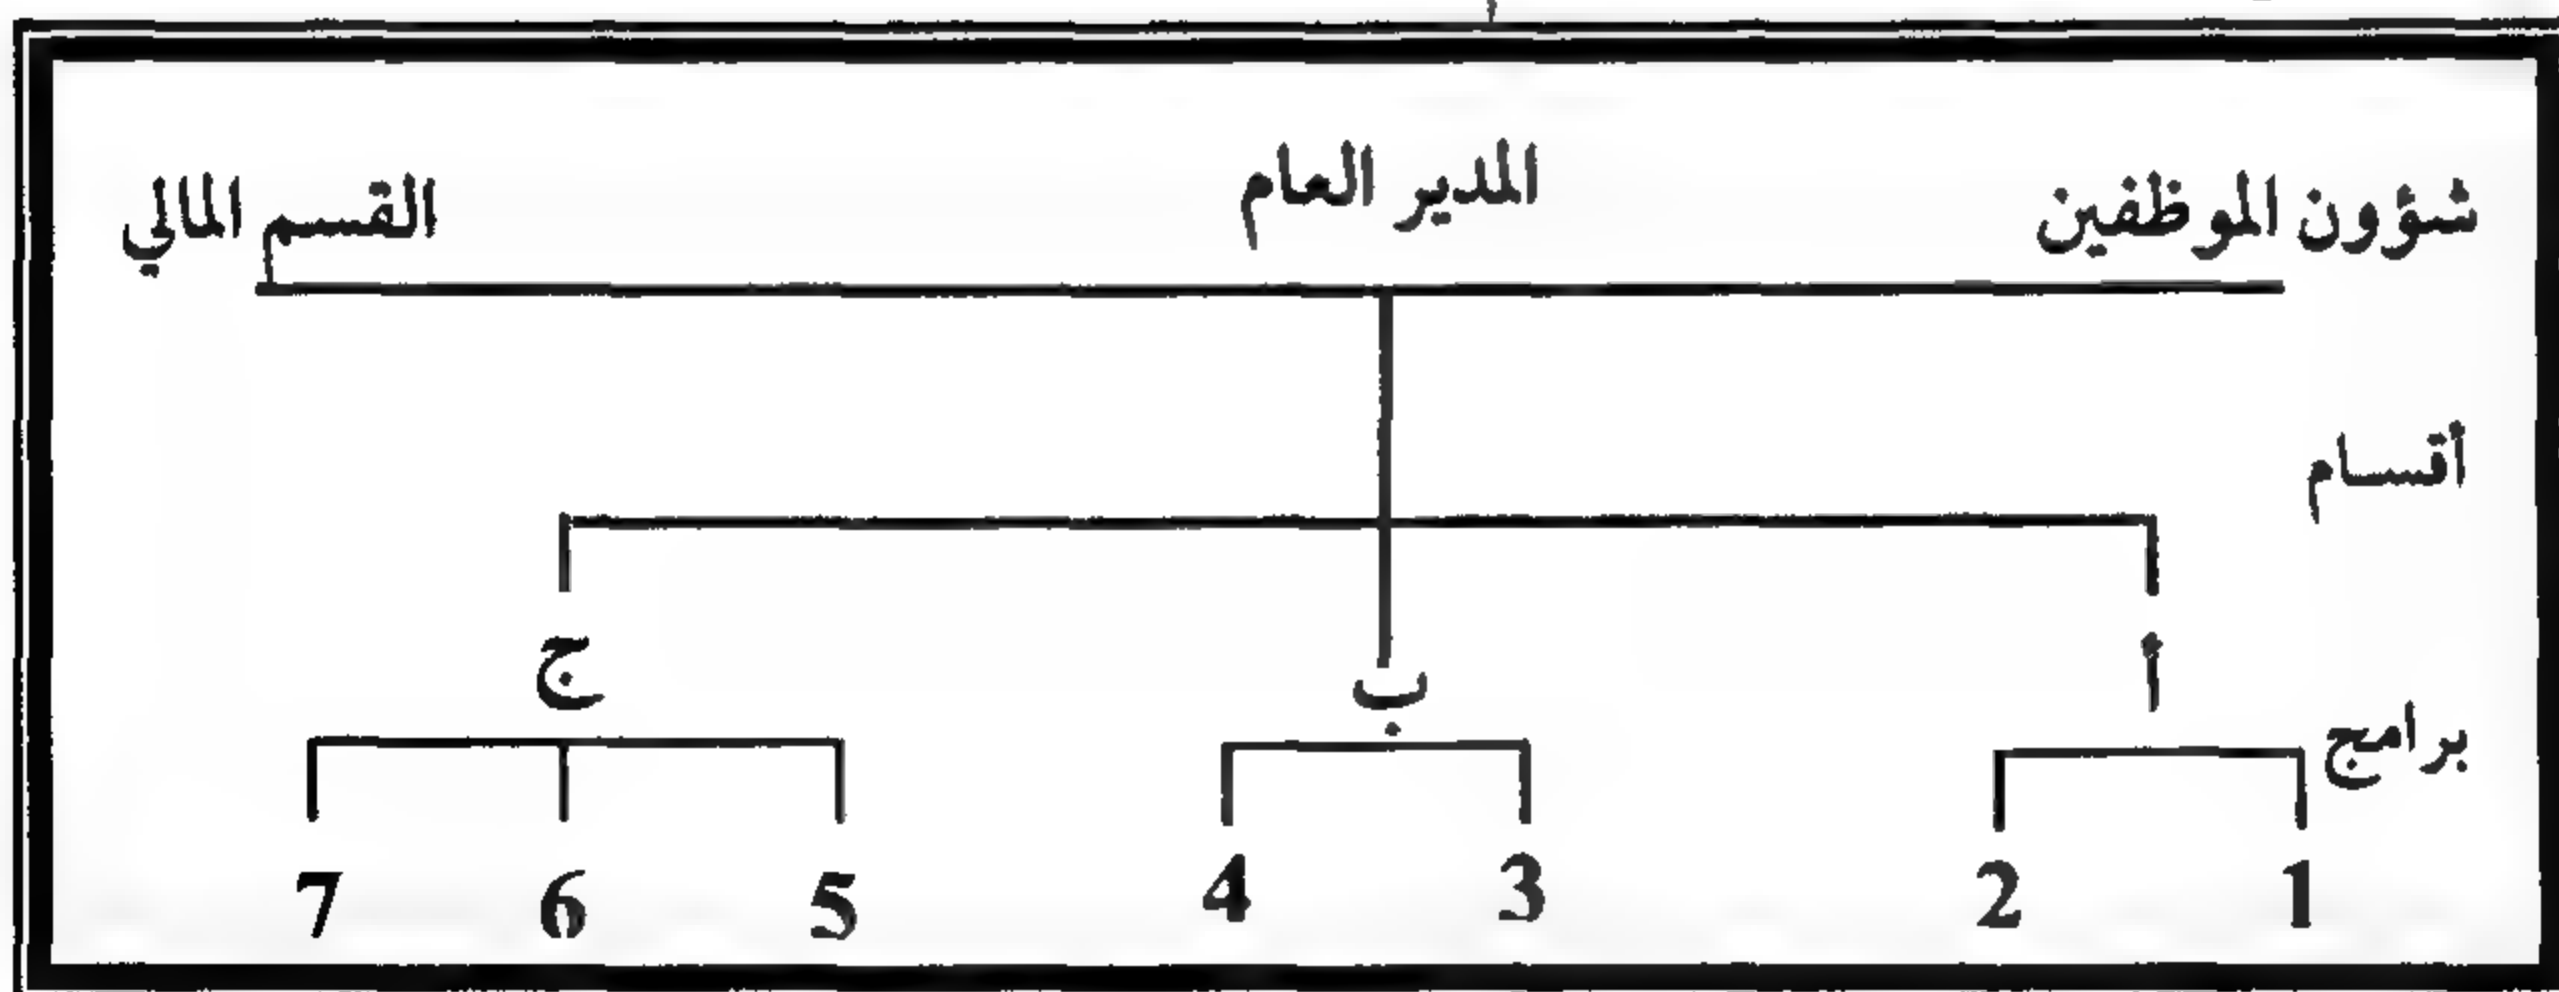 شؤون الموظفين المدير العام القسم المالي
أقسام
أ ب ج
برامج
1 2 3 4 5 6 7